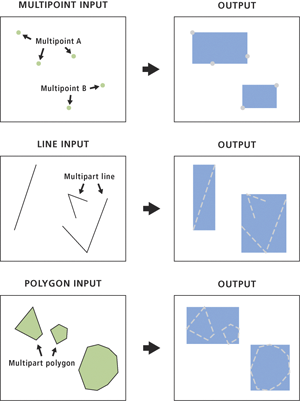 MULTIPOINT INPUT
OUTPUT
Multipoint A
Multipoint B
LINE INPUT
OUTPUT
Multipart line
POLYGON INPUT
OUTPUT
Multipart polygon